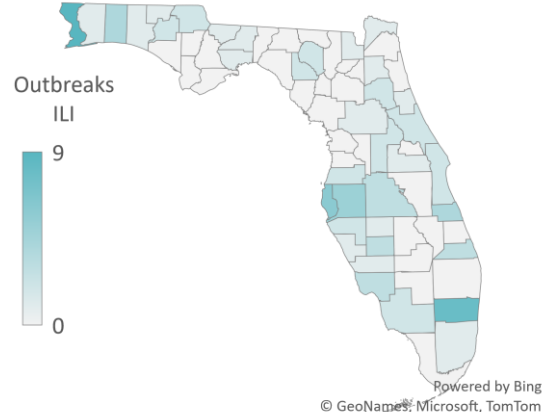 Outbreaks
ILI
9
0
Powered by Bing
© GeoNames, Microsoft, TomTom